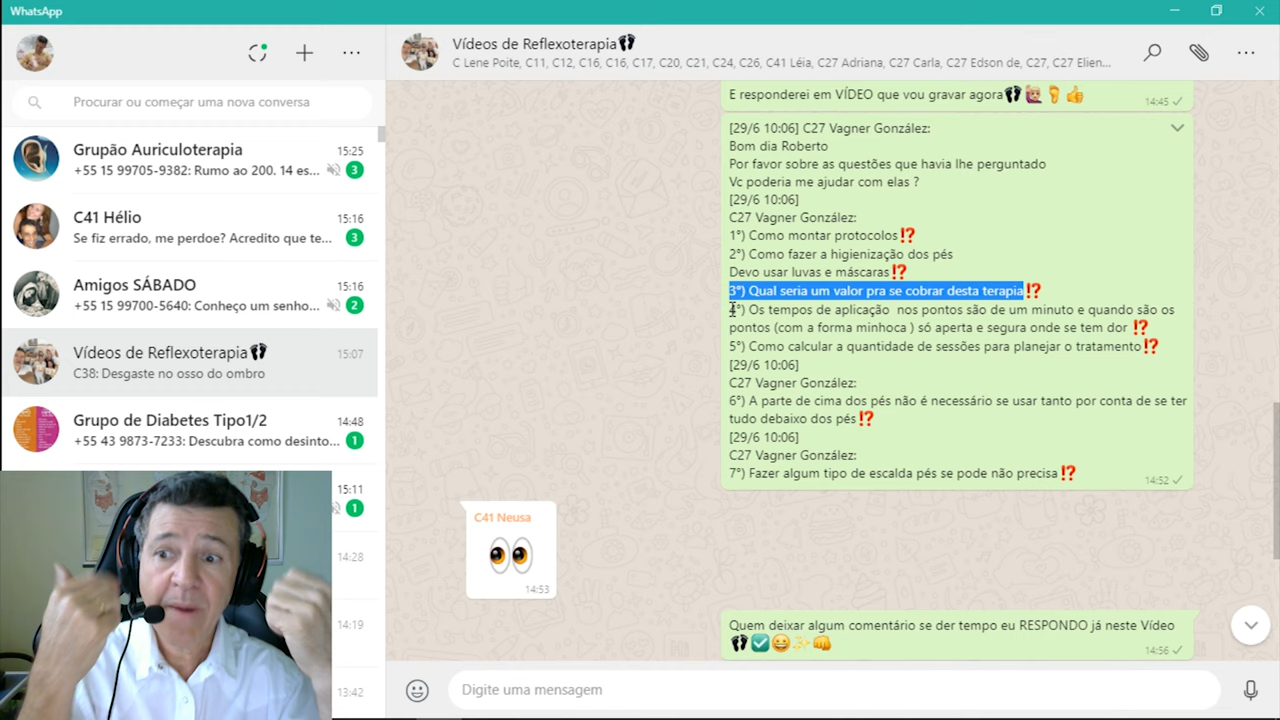 WhatsApp
Procurar ou começar uma nova conversa
Grupão Auriculoterapia 15:25
+55 15 99705-9382: Rumo ao 200. 14 es... 3
C41 Hélio 15:16
Se fiz errado, me perdoe? Acredito que te... 3
Amigos SÁBADO 15:16
+55 15 99700-5640: Conheço um senho... 2
Vídeos de Reflexoterapia👣 15:07
C38: Desgaste no osso do ombro
Grupo de Diabetes Tipo1/2 14:48
+55 43 9873-7233: Descubra como desinto... 1
15:11
1
14:28
14:19
13:42
Vídeos de Reflexoterapia👣
C Lene Poite, C11, C12, C16, C16, C17, C20, C21, C24, C26, C41 Léia, C27 Adriana, C27 Carla, C27 Edson de, C27, C27 Elien...
E responderei em VÍDEO que vou gravar agora👣🙋🏼🦶👍
14:45
[29/6 10:06] C27 Vagner González:
Bom dia Roberto
Por favor sobre as questões que havia lhe perguntado
Vc poderia me ajudar com elas ?
[29/6 10:06]
C27 Vagner González:
1°) Como montar protocolos⁉️
2°) Como fazer a higienização dos pés
Devo usar luvas e máscaras⁉️
3°) Qual seria um valor pra se cobrar desta terapia⁉️
4°) Os tempos de aplicação nos pontos são de um minuto e quando são os
pontos (com a forma minhoca ) só aperta e segura onde se tem dor ⁉️
5°) Como calcular a quantidade de sessões para planejar o tratamento⁉️
[29/6 10:06]
C27 Vagner González:
6°) A parte de cima dos pés não é necessário se usar tanto por conta de se ter
tudo debaixo dos pés⁉️
[29/6 10:06]
C27 Vagner González:
7°) Fazer algum tipo de escalda pés se pode não precisa⁉️
14:52
C41 Neusa
👀
14:53
Quem deixar algum comentário se der tempo eu RESPONDO já neste Vídeo
👣☑️😄✨👊
14:56
Digite uma mensagem